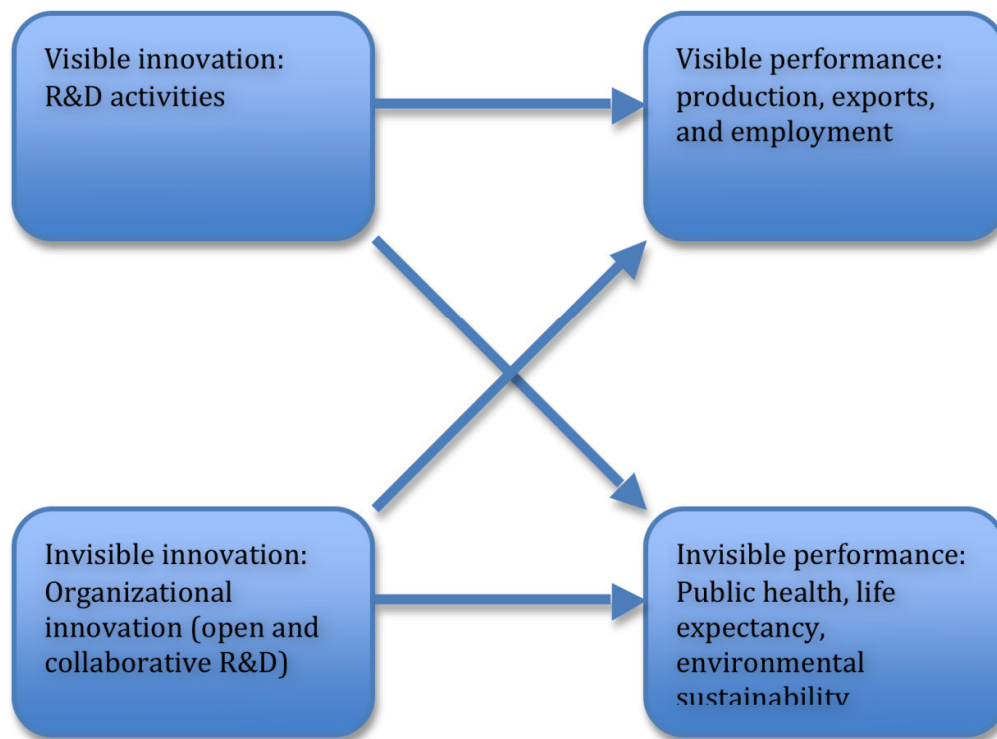 Visible innovation:
R&D activities
Visible performance:
production, exports,
and employment
Invisible innovation:
Organizational
innovation (open and
collaborative R&D)
Invisible performance:
Public health, life
expectancy,
environmental
sustainability